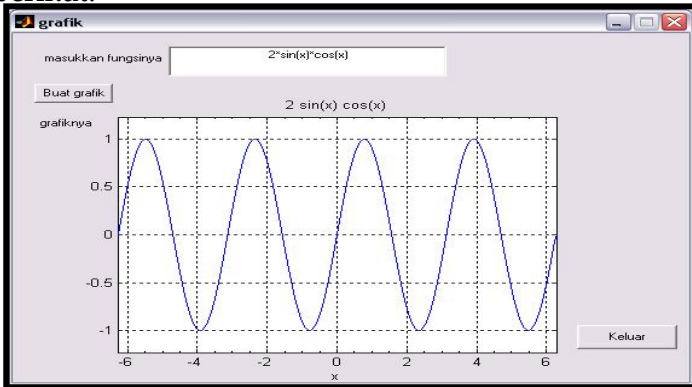 grafik
masukkan fungsinya
2*sin(x)*cos(x)
Buat grafik
grafiknya
2 sin(x) cos(x)
1
0.5
0
-0.5
-1
-6 -4 -2 0 2 4 6
x
Keluar